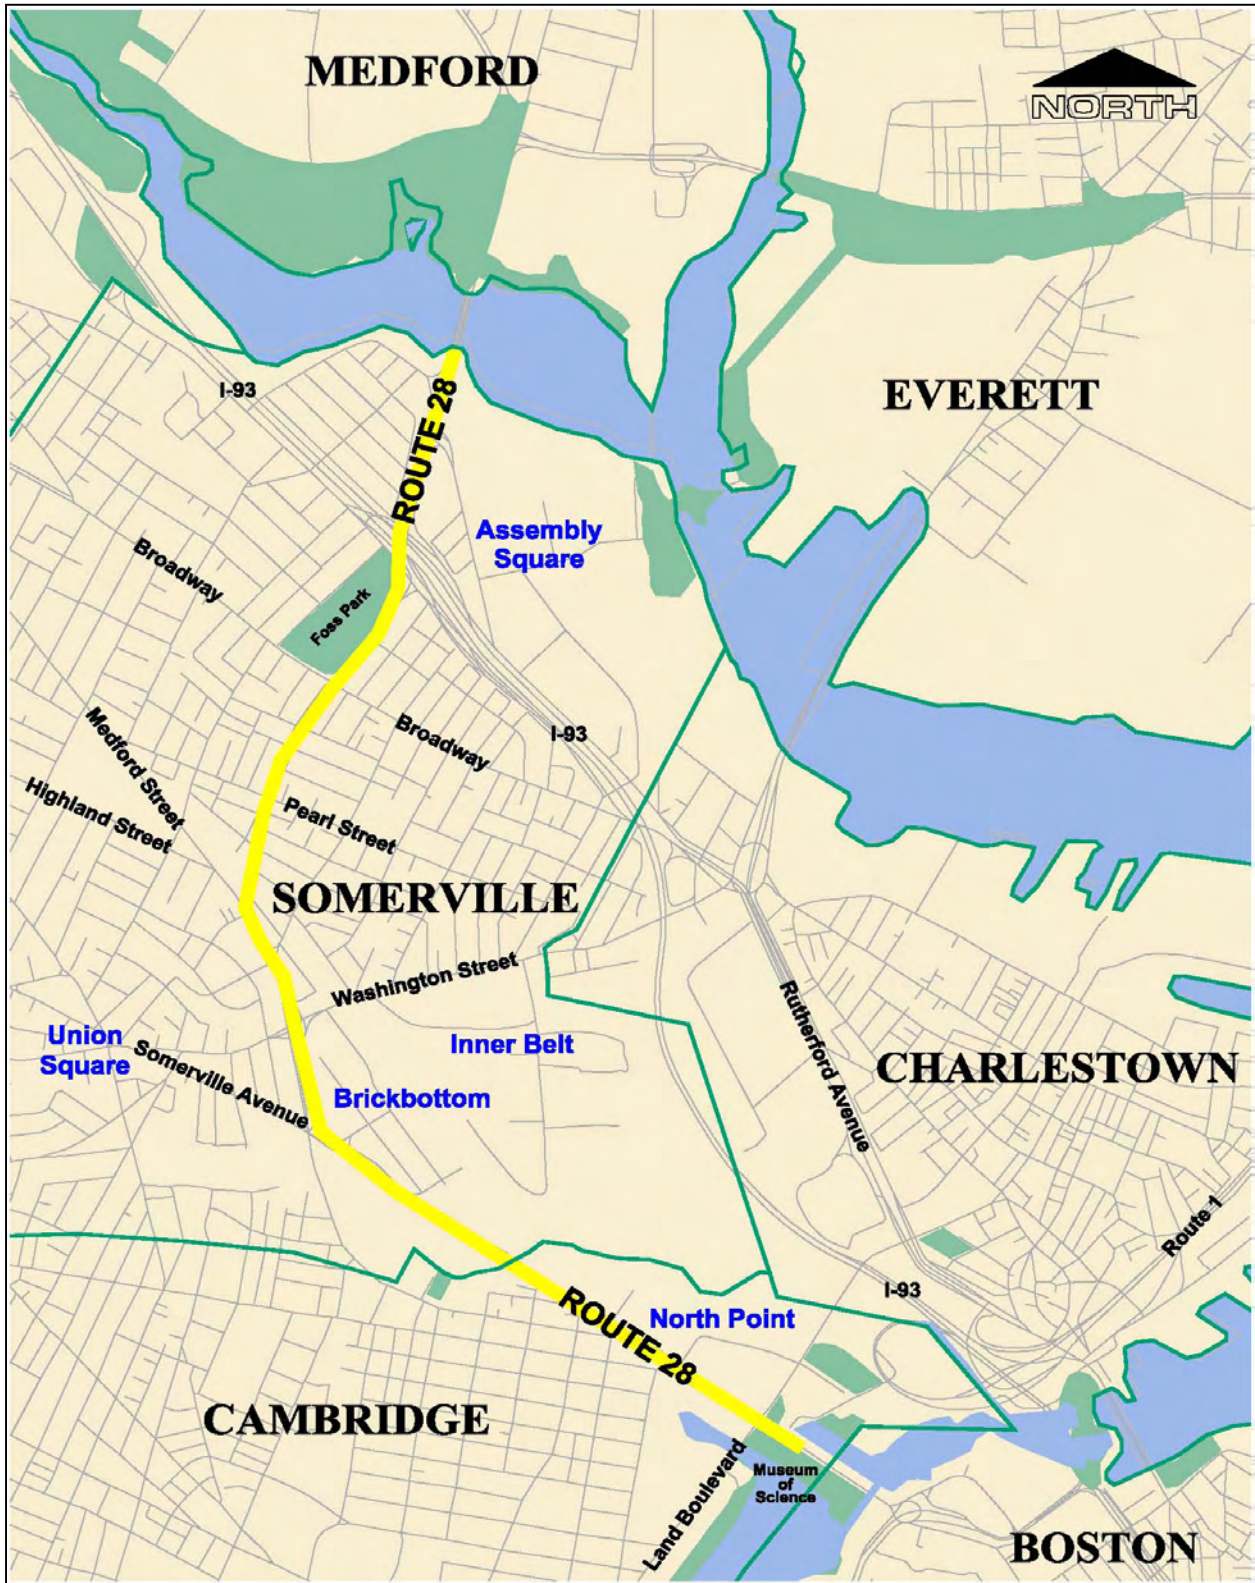 MEDFORD
NORTH
EVERETT
I-93
ROUTE 28
Assembly
Square
Broadway
Foss Park
Medford Street
Broadway
I-93
Highland Street
Pearl Street
SOMERVILLE
Washington Street
Rutherford Avenue
Union
Square
Somerville Avenue
Inner Belt
CHARLESTOWN
Brickbottom
Route 1
I-93
ROUTE 28
North Point
CAMBRIDGE
Land Boulevard
Museum
of
Science
BOSTON